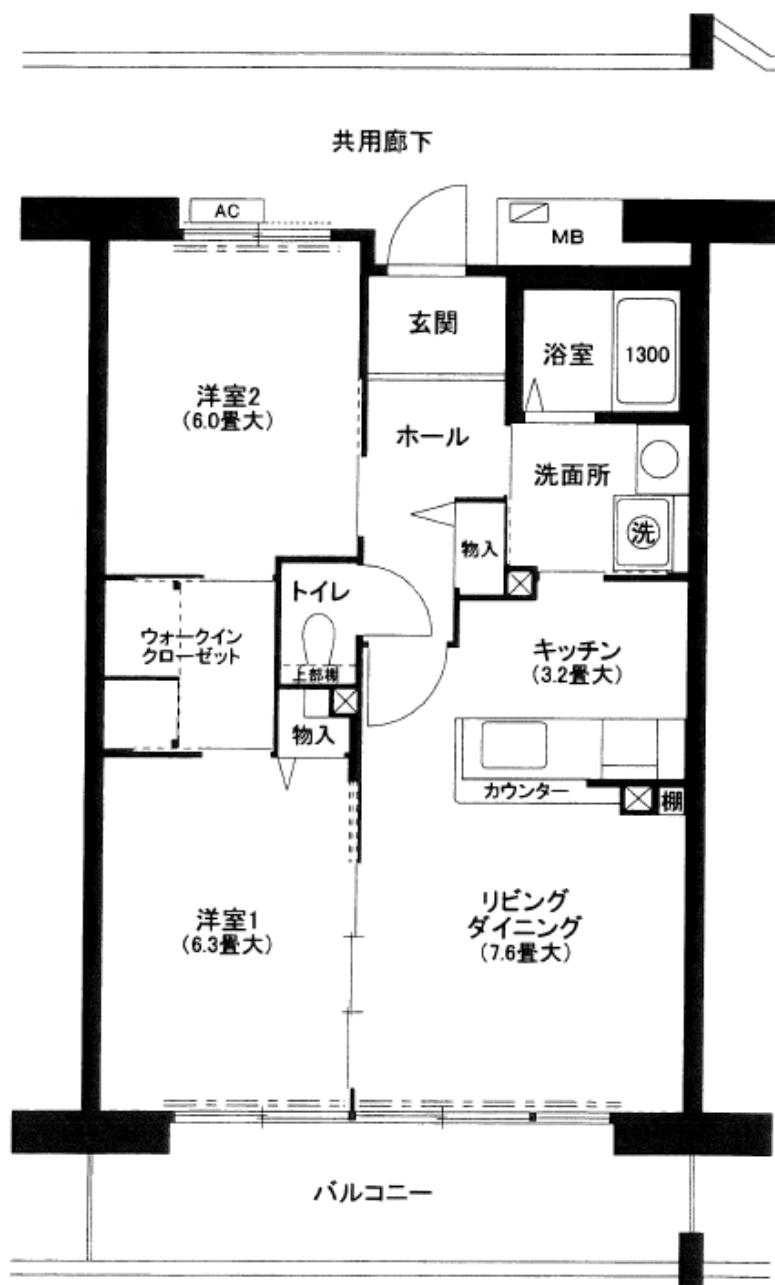 共用廊下
AC
MB
玄関
浴室
1300
洋室2
(6.0畳大)
ホール
洗面所
洗
物入
トイレ
上部棚
ウォークイン
クローゼット
キッチン
(3.2畳大)
物入
カウンター
棚
リビング
ダイニング
(7.6畳大)
洋室1
(6.3畳大)
バルコニー